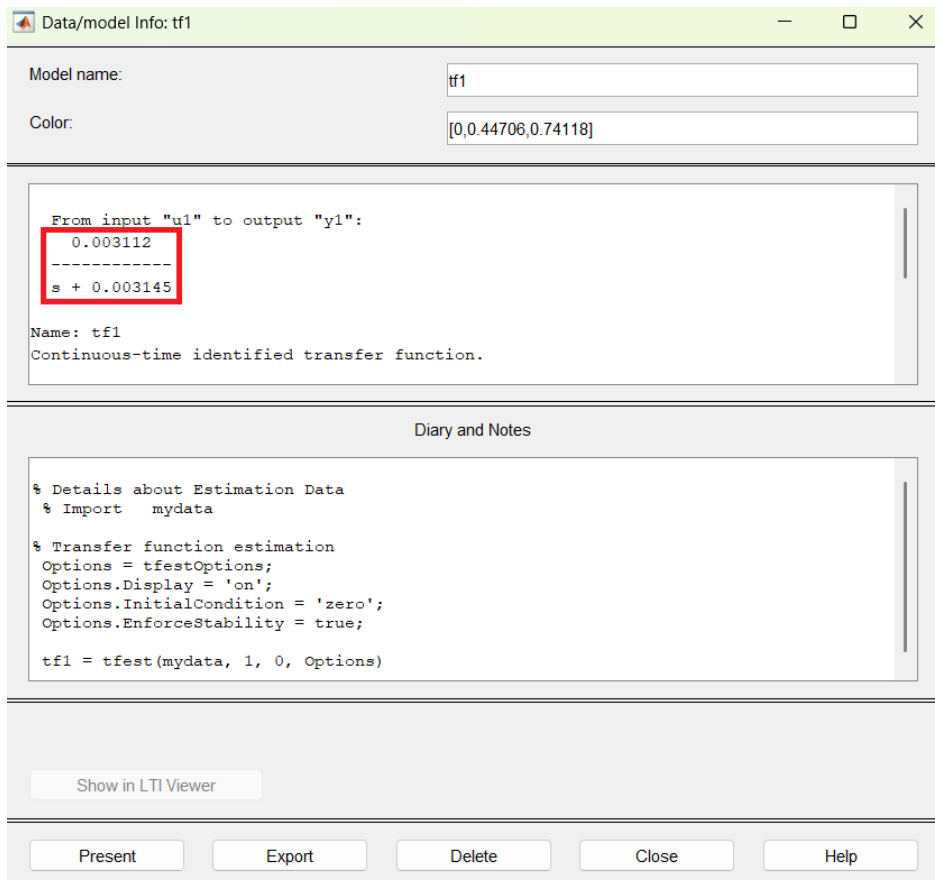 Data/model Info: tf1
Model name:
tf1
Color:
[0,0.44706,0.74118]
From input "u1" to output "y1":
0.003112
------------
s + 0.003145
Name: tf1
Continuous-time identified transfer function.
Diary and Notes
% Details about Estimation Data
% Import   mydata
% Transfer function estimation
Options = tfestOptions;
Options.Display = 'on';
Options.InitialCondition = 'zero';
Options.EnforceStability = true;
tf1 = tfest(mydata, 1, 0, Options)
Show in LTI Viewer
Present
Export
Delete
Close
Help